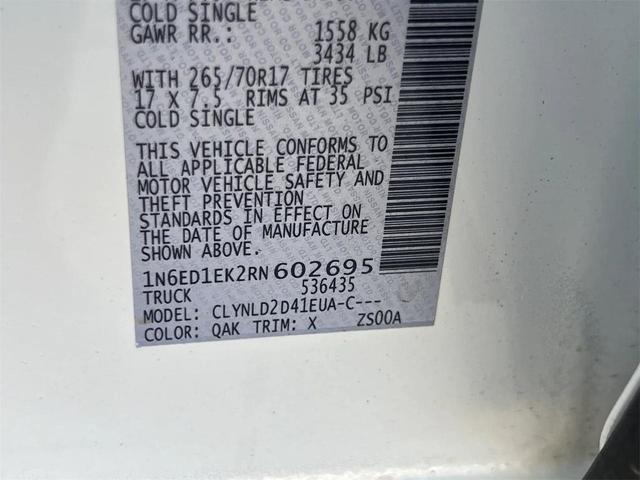 COLD SINGLE
GAWR RR.: 1558 KG
3434 LB
WITH 265/70R17 TIRES
17 X 7.5 RIMS AT 35 PSI
COLD SINGLE
THIS VEHICLE CONFORMS TO
ALL APPLICABLE FEDERAL
MOTOR VEHICLE SAFETY AND
THEFT PREVENTION
STANDARDS IN EFFECT ON
THE DATE OF MANUFACTURE
SHOWN ABOVE.
1N6ED1EK2RN602695
TRUCK 536435
MODEL: CLYNLD2D41EUA-C---
COLOR: QAK TRIM: X ZS00A